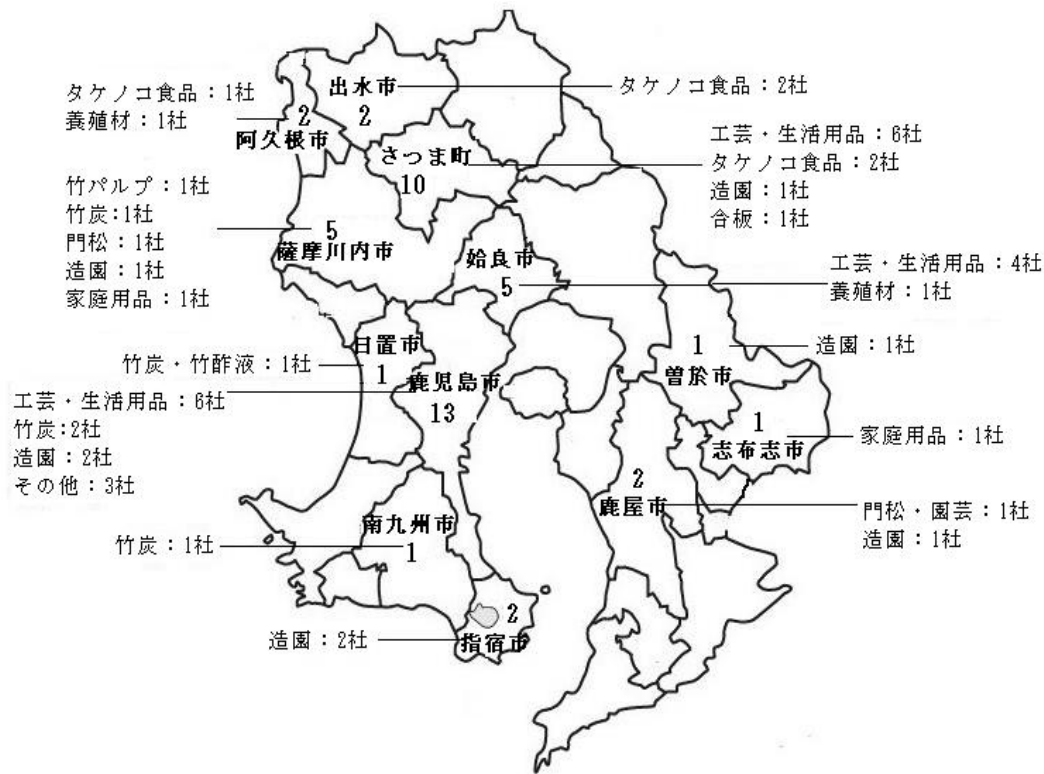 タケノコ食品：1社
養殖材：1社
2
阿久根市
出水市
2
タケノコ食品：2社
さつま町
10
工芸・生活用品：6社
タケノコ食品：2社
造園：1社
合板：1社
竹パルプ：1社
竹炭:1社
門松：1社
造園：1社
家庭用品：1社
5
薩摩川内市
姶良市
5
工芸・生活用品：4社
養殖材：1社
竹炭・竹酢液：1社
日置市
1
工芸・生活用品：6社
竹炭:2社
造園：2社
その他：3社
鹿児島市
13
1
曽於市
造園：1社
1
志布志市
家庭用品：1社
2
鹿屋市
門松・園芸：1社
造園：1社
竹炭：1社
南九州市
1
造園：2社
2
指宿市